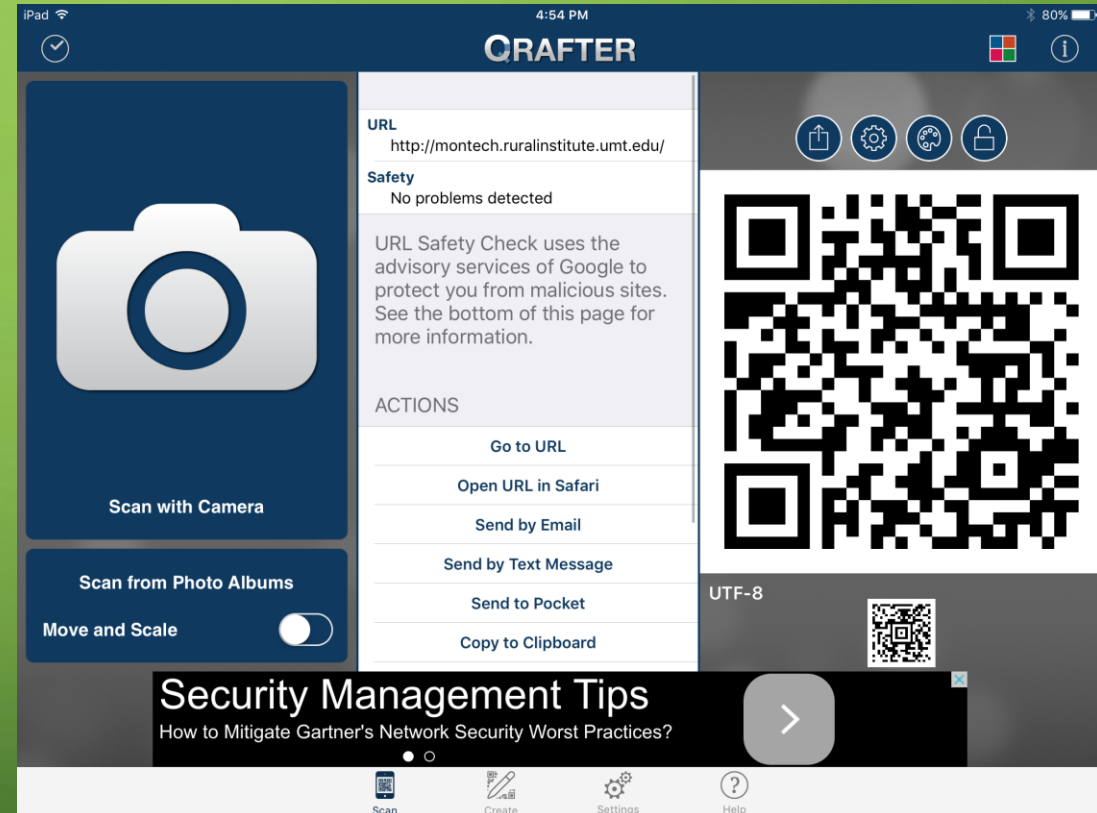 iPad
4:54 PM
80%
QRAFTER
Scan with Camera
Scan from Photo Albums
Move and Scale
URL
http://montech.ruralinstitute.umt.edu/
Safety
No problems detected
URL Safety Check uses the
advisory services of Google to
protect you from malicious sites.
See the bottom of this page for
more information.
ACTIONS
Go to URL
Open URL in Safari
Send by Email
Send by Text Message
Send to Pocket
Copy to Clipboard
UTF-8
Security Management Tips
How to Mitigate Gartner's Network Security Worst Practices?
Scan
Create
Settings
Help